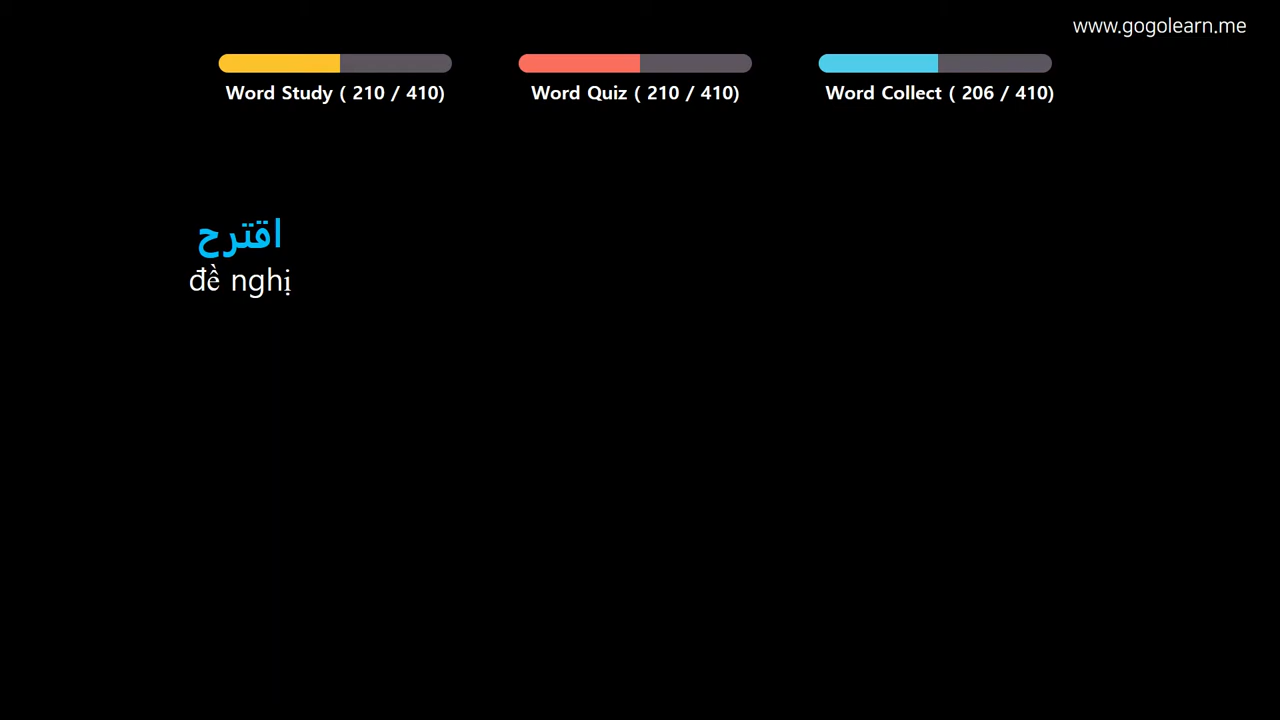 www.gogolearn.me
Word Study ( 210 / 410)
Word Quiz ( 210 / 410)
Word Collect ( 206 / 410)
اقترح
đề nghị